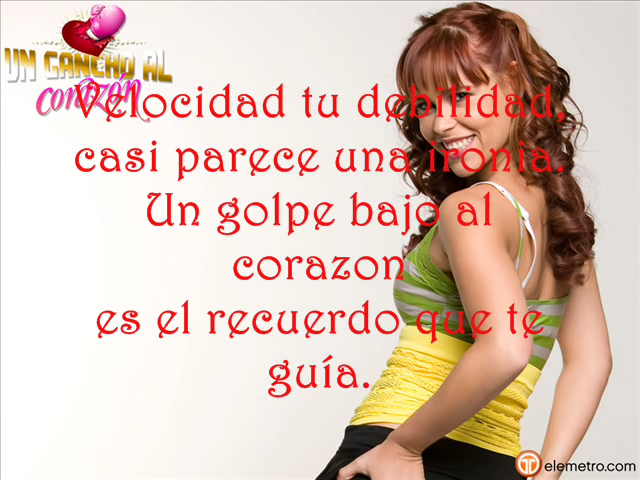 UN GANCHO AL
corazón
Velocidad tu debilidad,
casi parece una ironia.
Un golpe bajo al
corazon
es el recuerdo que te
guía.
Telemetro.com